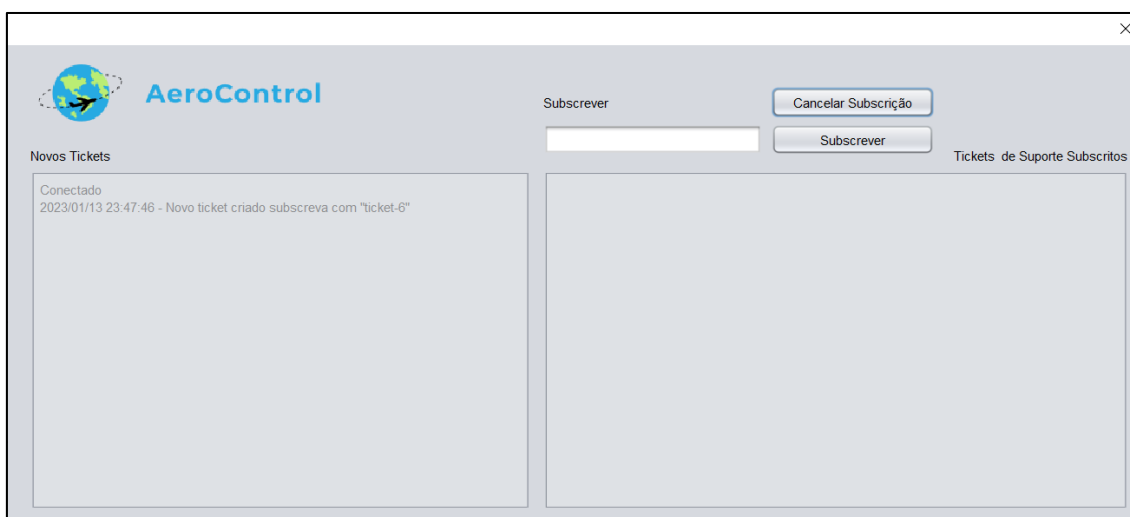 AeroControl
Subscrever
Cancelar Subscrição
Subscrever
Novos Tickets
Tickets de Suporte Subscritos
Conectado
2023/01/13 23:47:46 - Novo ticket criado subscreva com "ticket-6"